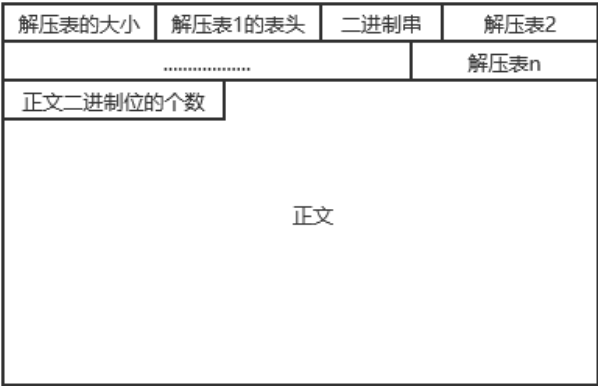 解压表的大小 解压表1的表头 二进制串 解压表2
.................. 解压表n
正文二进制位的个数
正文